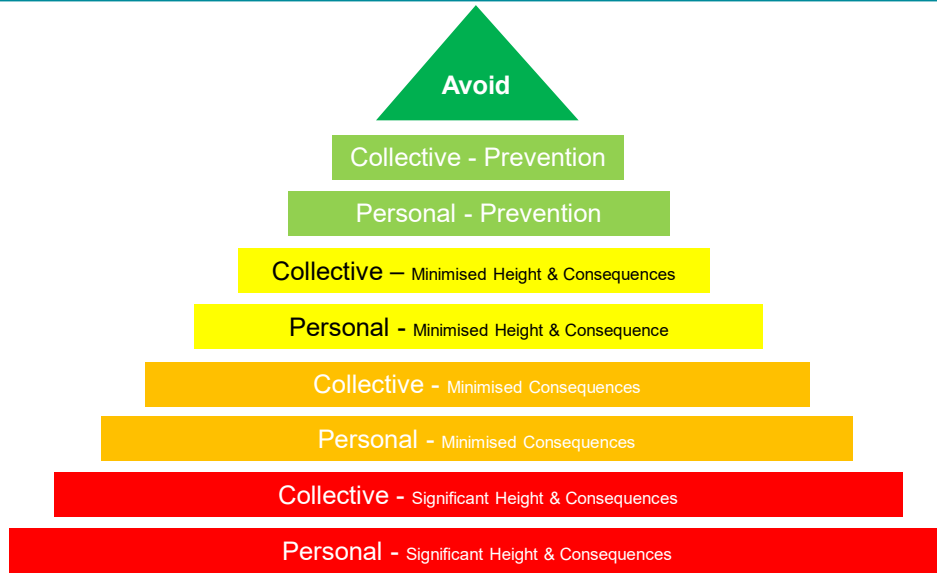 Avoid
Collective - Prevention
Personal - Prevention
Collective – Minimised Height & Consequences
Personal - Minimised Height & Consequence
Collective - Minimised Consequences
Personal - Minimised Consequences
Collective - Significant Height & Consequences
Personal - Significant Height & Consequences